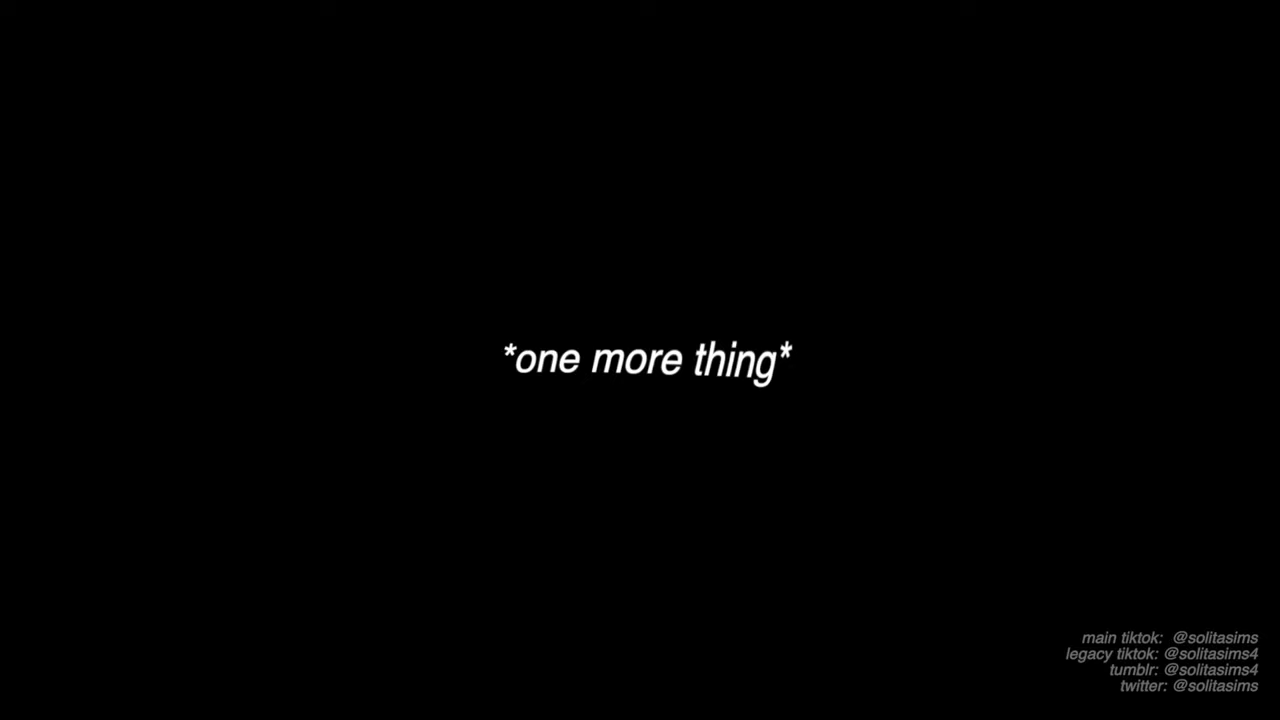 *one more thing*
main tiktok: @solitasims
legacy tiktok: @solitasims4
tumblr: @solitasims4
twitter: @solitasims